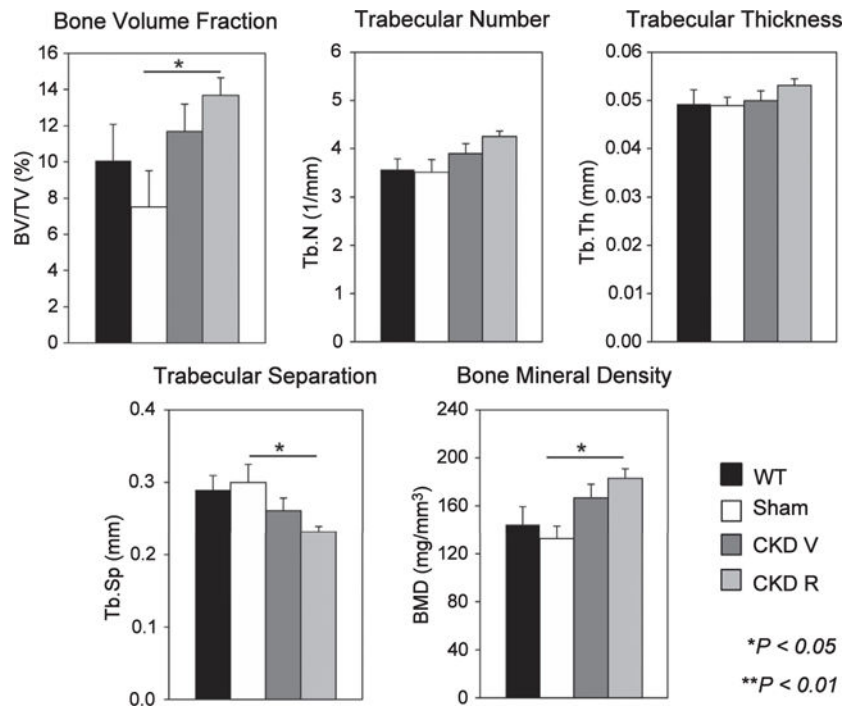 Bone Volume Fraction
16
14
12
10
8
6
4
2
0
BV/TV (%)
*
Trabecular Number
6
5
4
3
2
1
0
Tb.N (1/mm)
Trabecular Thickness
0.06
0.05
0.04
0.03
0.02
0.01
0.00
Tb.Th (mm)
Trabecular Separation
0.4
0.3
0.2
0.1
0.0
Tb.Sp (mm)
*
Bone Mineral Density
240
200
160
120
80
40
0
BMD (mg/mm³)
*
WT
Sham
CKD V
CKD R
*P < 0.05
**P < 0.01